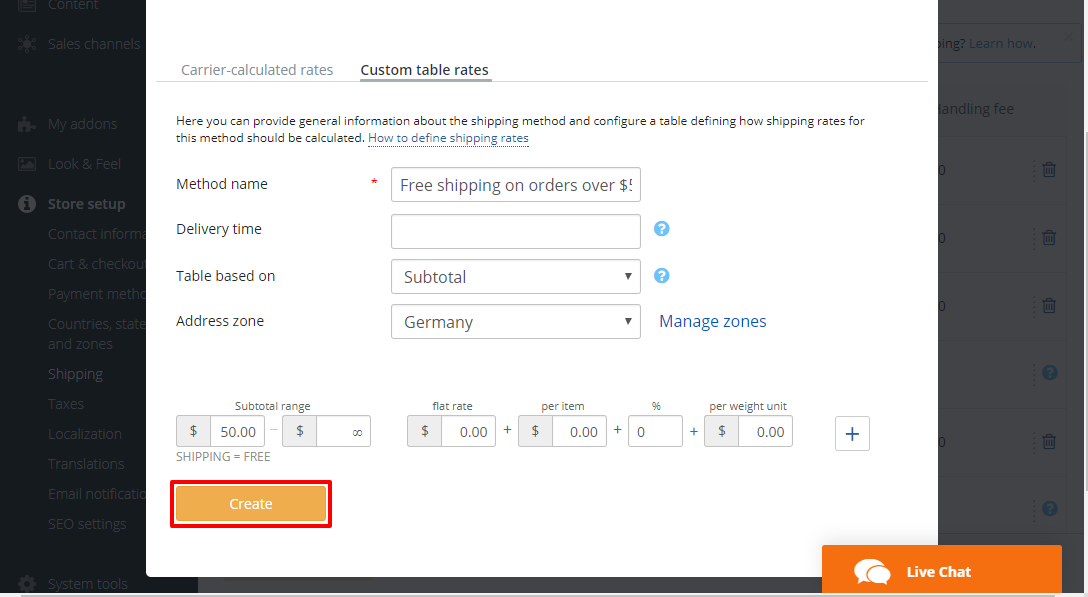 Content
Sales channels
My addons
Look & Feel
Store setup
Contact informa
Cart & checkout
Payment metho
Countries, state
and zones
Shipping
Taxes
Localization
Translations
Email notificatio
SEO settings
System tools
Carrier-calculated rates Custom table rates
Here you can provide general information about the shipping method and configure a table defining how shipping rates for
this method should be calculated. How to define shipping rates
Method name * Free shipping on orders over $5
Delivery time ?
Table based on Subtotal ▼ ?
Address zone Germany ▼ Manage zones
Subtotal range flat rate per item % per weight unit
$ 50.00 – $ ∞ $ 0.00 + $ 0.00 + 0 + $ 0.00 +
SHIPPING = FREE
Create
ping? Learn how.
Handling fee
0
0
0
?
0
?
Live Chat